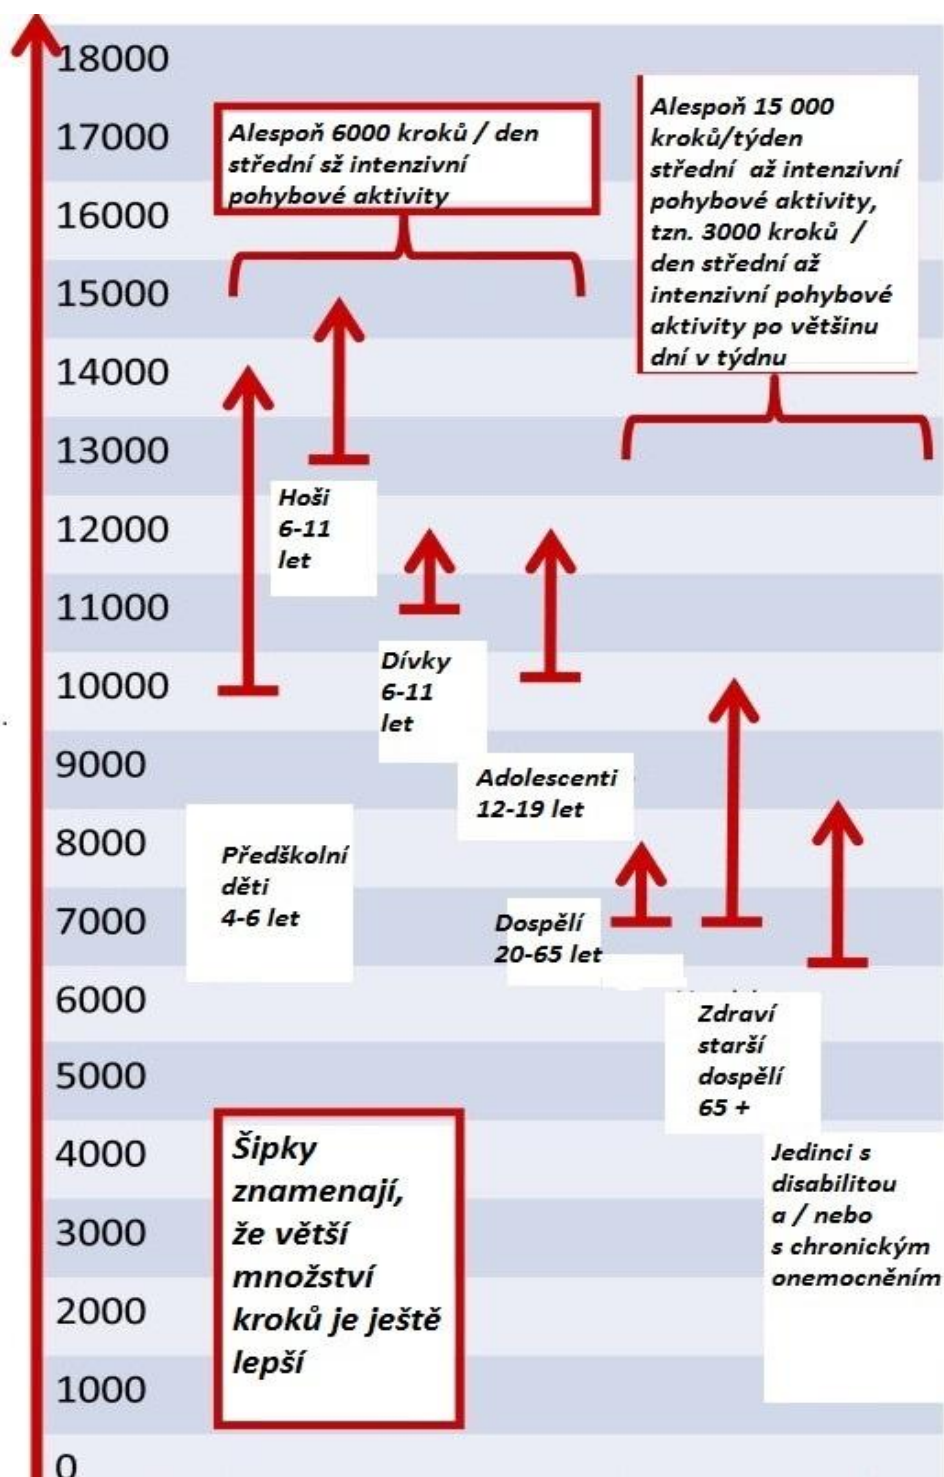 18000
17000
16000
15000
14000
13000
12000
11000
10000
9000
8000
7000
6000
5000
4000
3000
2000
1000
0
Alespoň 6000 kroků / den
střední sž intenzivní
pohybové aktivity
Alespoň 15 000
kroků/týden
střední až intenzivní
pohybové aktivity,
tzn. 3000 kroků /
den střední až
intenzivní pohybové
aktivity po většinu
dní v týdnu
Hoši
6-11
let
Dívky
6-11
let
Adolescenti
12-19 let
Předškolní
děti
4-6 let
Dospělí
20-65 let
Zdraví
starší
dospělí
65 +
Jedinci s
disabilitou
a / nebo
s chronickým
onemocněním
Šipky
znamenají,
že větší
množství
kroků je ještě
lepší